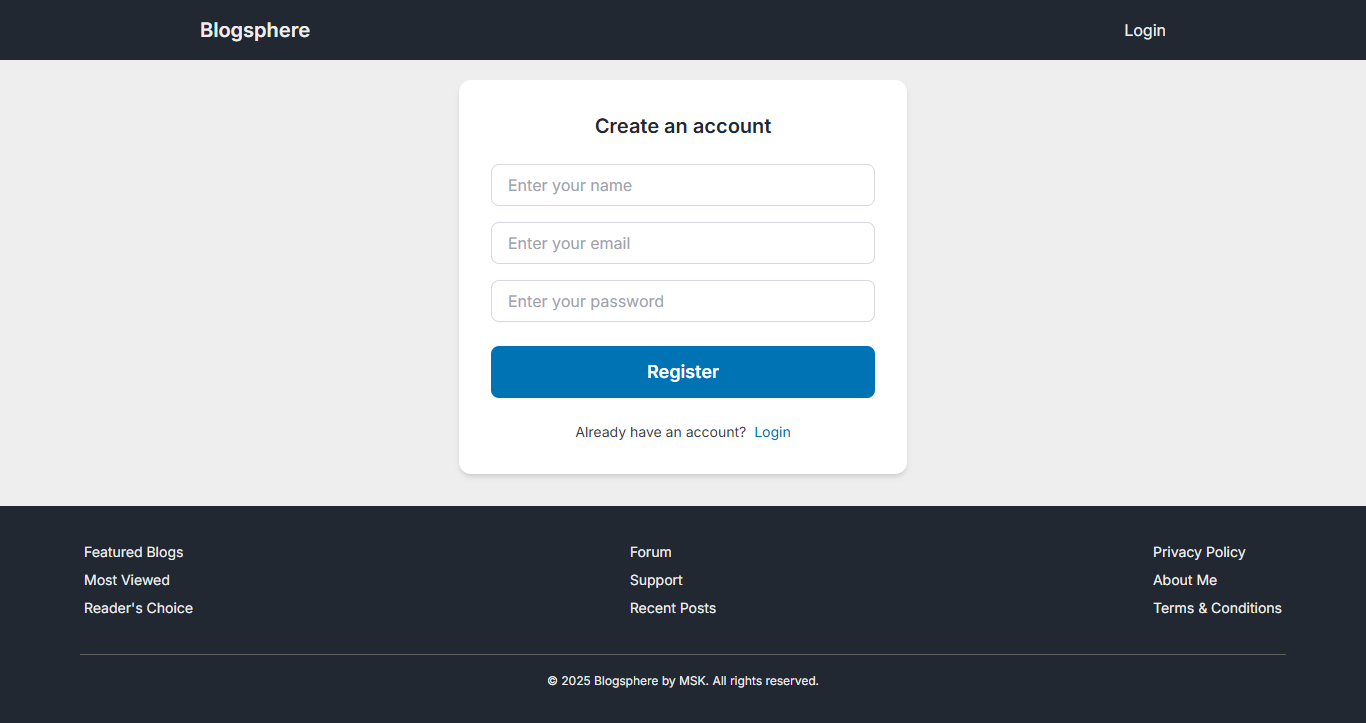 Blogsphere
Login
Create an account
Enter your name
Enter your email
Enter your password
Register
Already have an account? Login
Featured Blogs
Most Viewed
Reader's Choice
Forum
Support
Recent Posts
Privacy Policy
About Me
Terms & Conditions
© 2025 Blogsphere by MSK. All rights reserved.